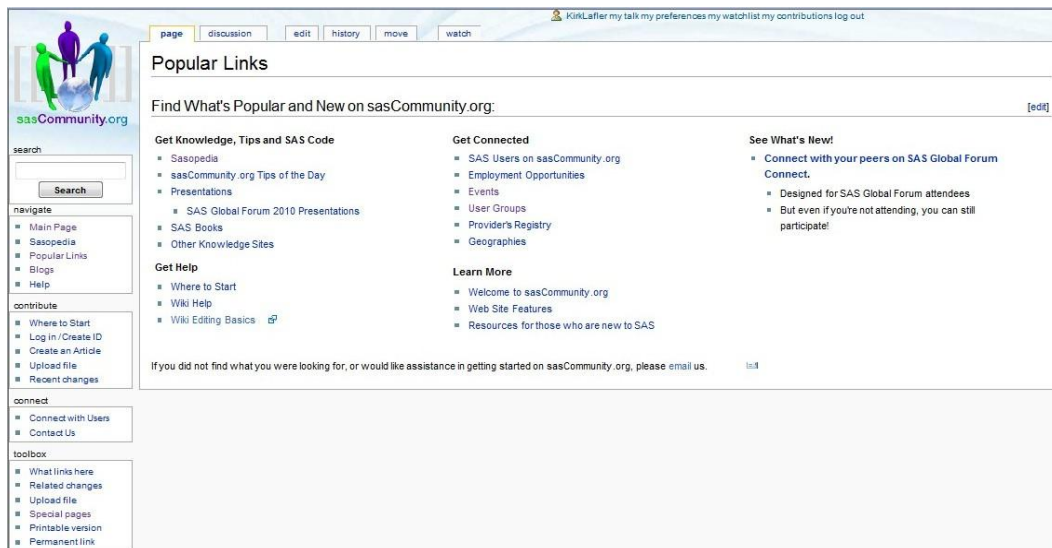 KirkLafler my talk my preferences my watchlist my contributions log out
page discussion edit history move watch
sasCommunity.org
search
Search
navigate
Main Page
Sasopedia
Popular Links
Blogs
Help
contribute
Where to Start
Log in / Create ID
Create an Article
Upload file
Recent changes
connect
Connect with Users
Contact Us
toolbox
What links here
Related changes
Upload file
Special pages
Printable version
Permanent link
Popular Links
Find What's Popular and New on sasCommunity.org:
[edit]
Get Knowledge, Tips and SAS Code
Sasopedia
sasCommunity.org Tips of the Day
Presentations
SAS Global Forum 2010 Presentations
SAS Books
Other Knowledge Sites
Get Help
Where to Start
Wiki Help
Wiki Editing Basics
Get Connected
SAS Users on sasCommunity.org
Employment Opportunities
Events
User Groups
Provider's Registry
Geographies
Learn More
Welcome to sasCommunity.org
Web Site Features
Resources for those who are new to SAS
See What's New!
Connect with your peers on SAS Global Forum
Connect.
Designed for SAS Global Forum attendees
But even if you're not attending, you can still
participate!
If you did not find what you were looking for, or would like assistance in getting started on sasCommunity.org, please email us.